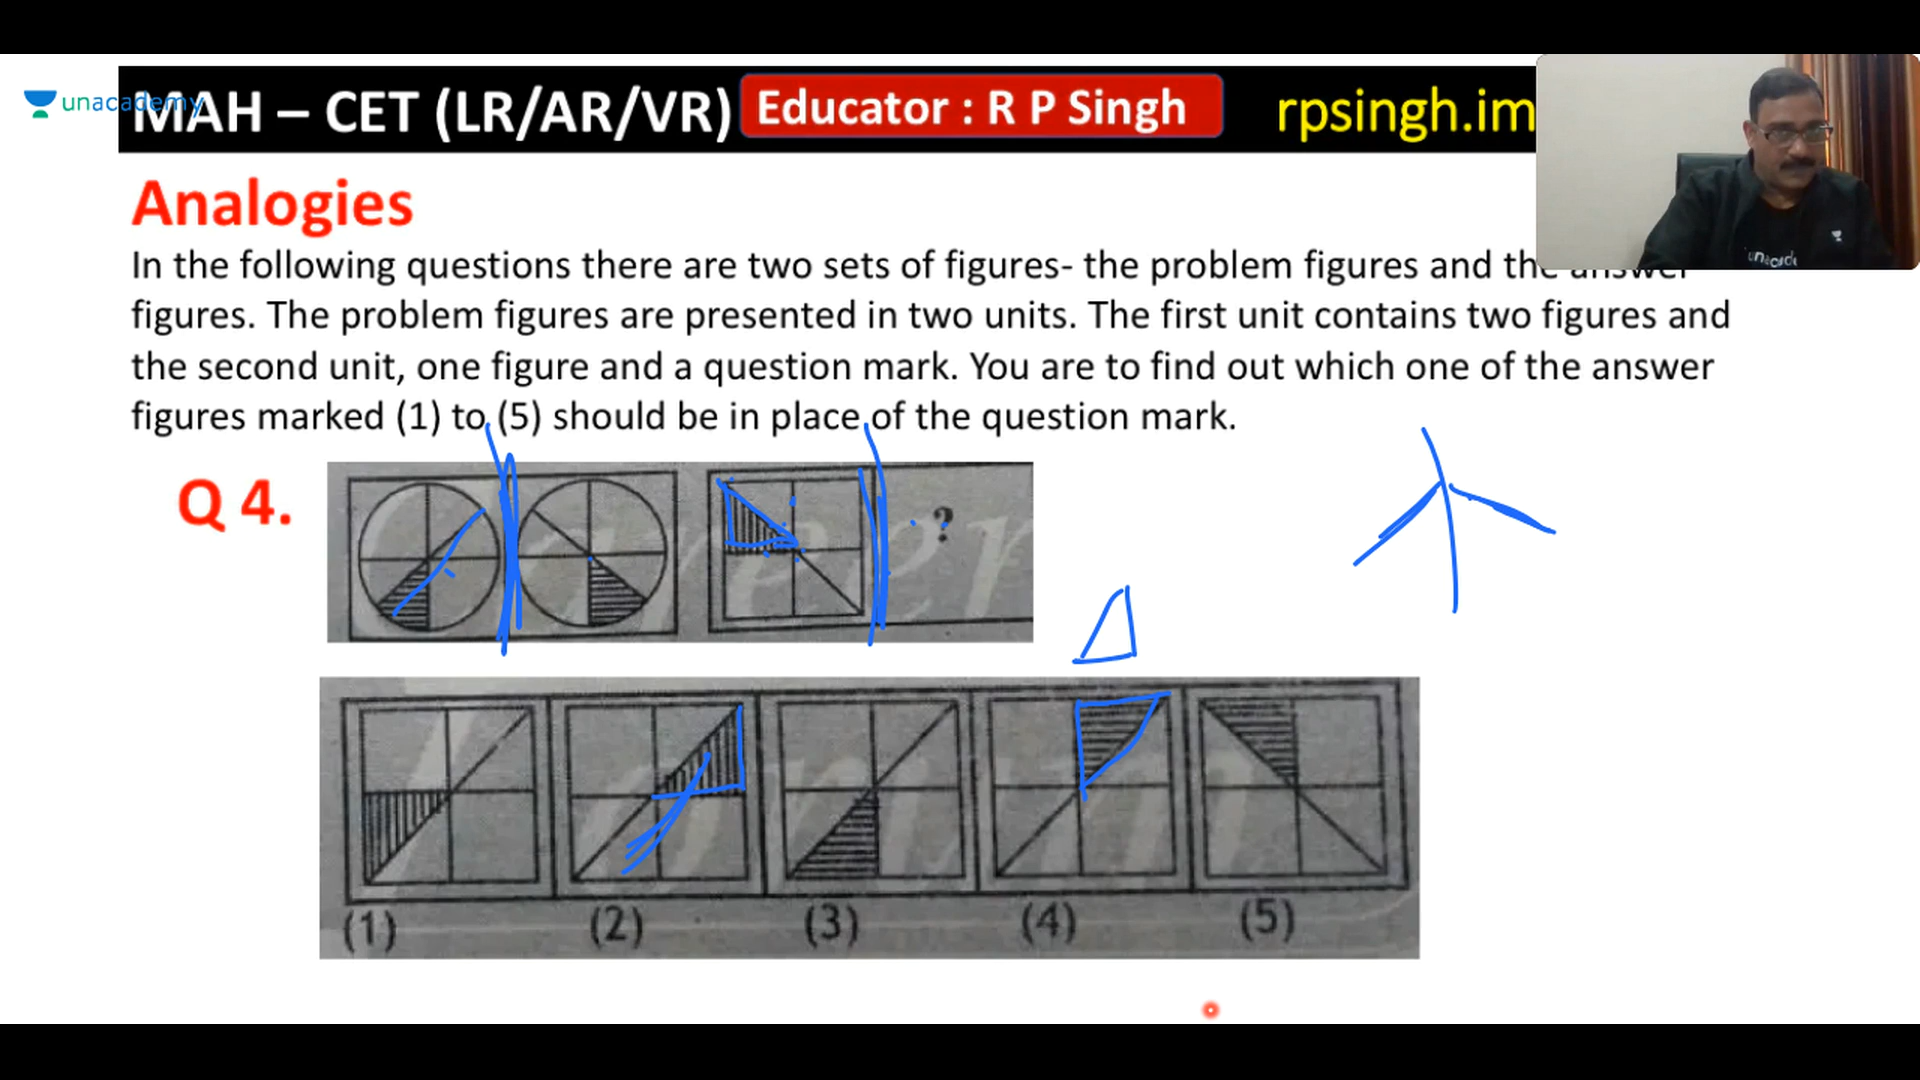 MAH – CET (LR/AR/VR) Educator : R P Singh rpsingh.im
unacademy
Analogies
In the following questions there are two sets of figures- the problem figures and the answer
figures. The problem figures are presented in two units. The first unit contains two figures and
the second unit, one figure and a question mark. You are to find out which one of the answer
figures marked (1) to (5) should be in place of the question mark.
Q 4.
?
(1) (2) (3) (4) (5)